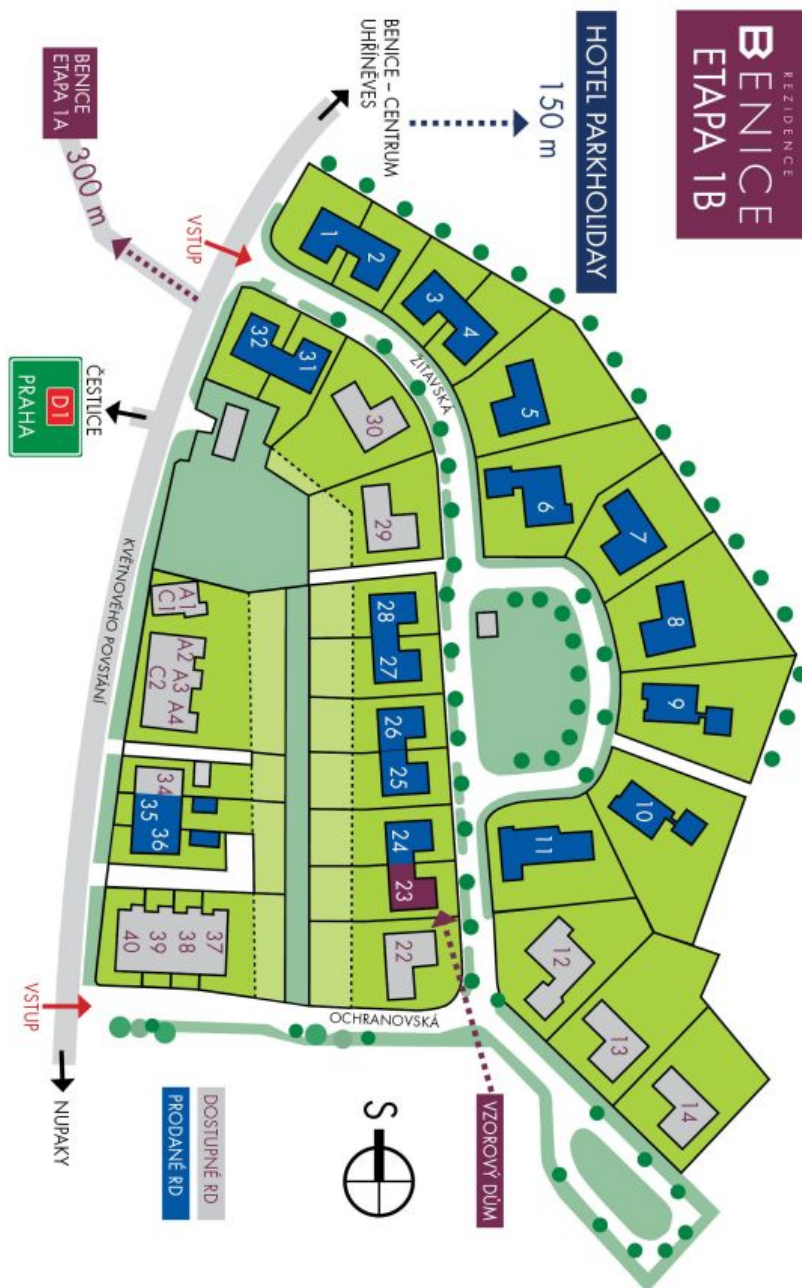 REZIDENCE
BENICE
ETAPA 1B
HOTEL PARKHOLIDAY
150 m
BENICE – CENTRUM
UHŘÍNĚVES
BENICE
ETAPA 1A
300 m
VSTUP
ČESTLICE
D1
PRAHA
KVĚTNOVÉHO POVSTÁNÍ
ŽITAVSKÁ
1
2
3
4
5
6
7
8
9
10
11
12
13
14
32
31
30
29
28
27
26
25
24
23
22
A1
C1
A2 A3 A4
C2
34
35
36
37
38
39
40
OCHRANOVSKÁ
VSTUP
NUPAKY
VZOROVÝ DŮM
S
DOSTUPNÉ RD
PRODANÉ RD